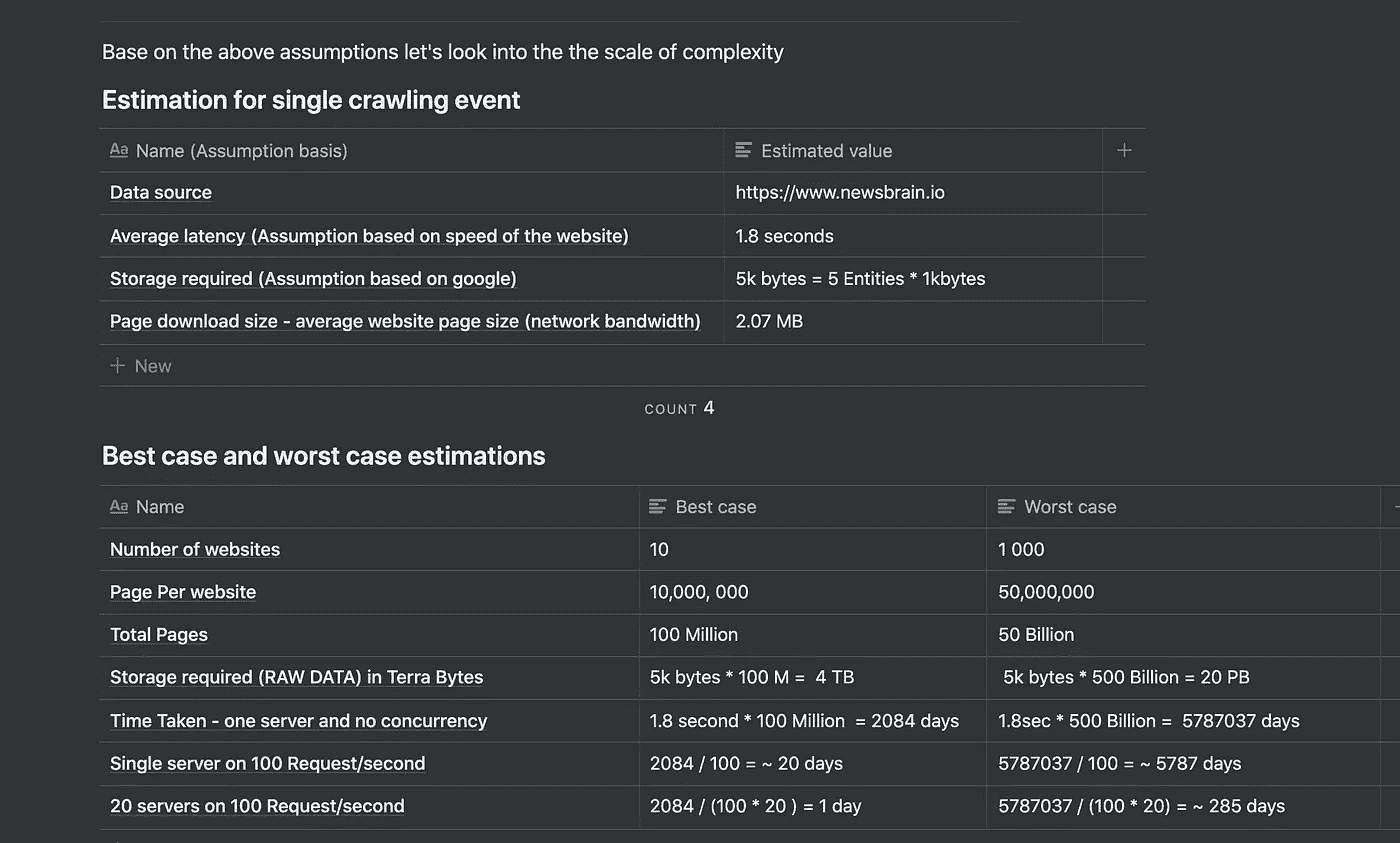 Base on the above assumptions let's look into the the scale of complexity
Estimation for single crawling event
Aa Name (Assumption basis) Estimated value
Data source https://www.newsbrain.io
Average latency (Assumption based on speed of the website) 1.8 seconds
Storage required (Assumption based on google) 5k bytes = 5 Entities * 1kbytes
Page download size - average website page size (network bandwidth) 2.07 MB
+ New
COUNT 4
Best case and worst case estimations
Aa Name Best case Worst case
Number of websites 10 1 000
Page Per website 10,000, 000 50,000,000
Total Pages 100 Million 50 Billion
Storage required (RAW DATA) in Terra Bytes 5k bytes * 100 M = 4 TB 5k bytes * 500 Billion = 20 PB
Time Taken - one server and no concurrency 1.8 second * 100 Million = 2084 days 1.8sec * 500 Billion = 5787037 days
Single server on 100 Request/second 2084 / 100 = ~ 20 days 5787037 / 100 = ~ 5787 days
20 servers on 100 Request/second 2084 / (100 * 20 ) = 1 day 5787037 / (100 * 20) = ~ 285 days